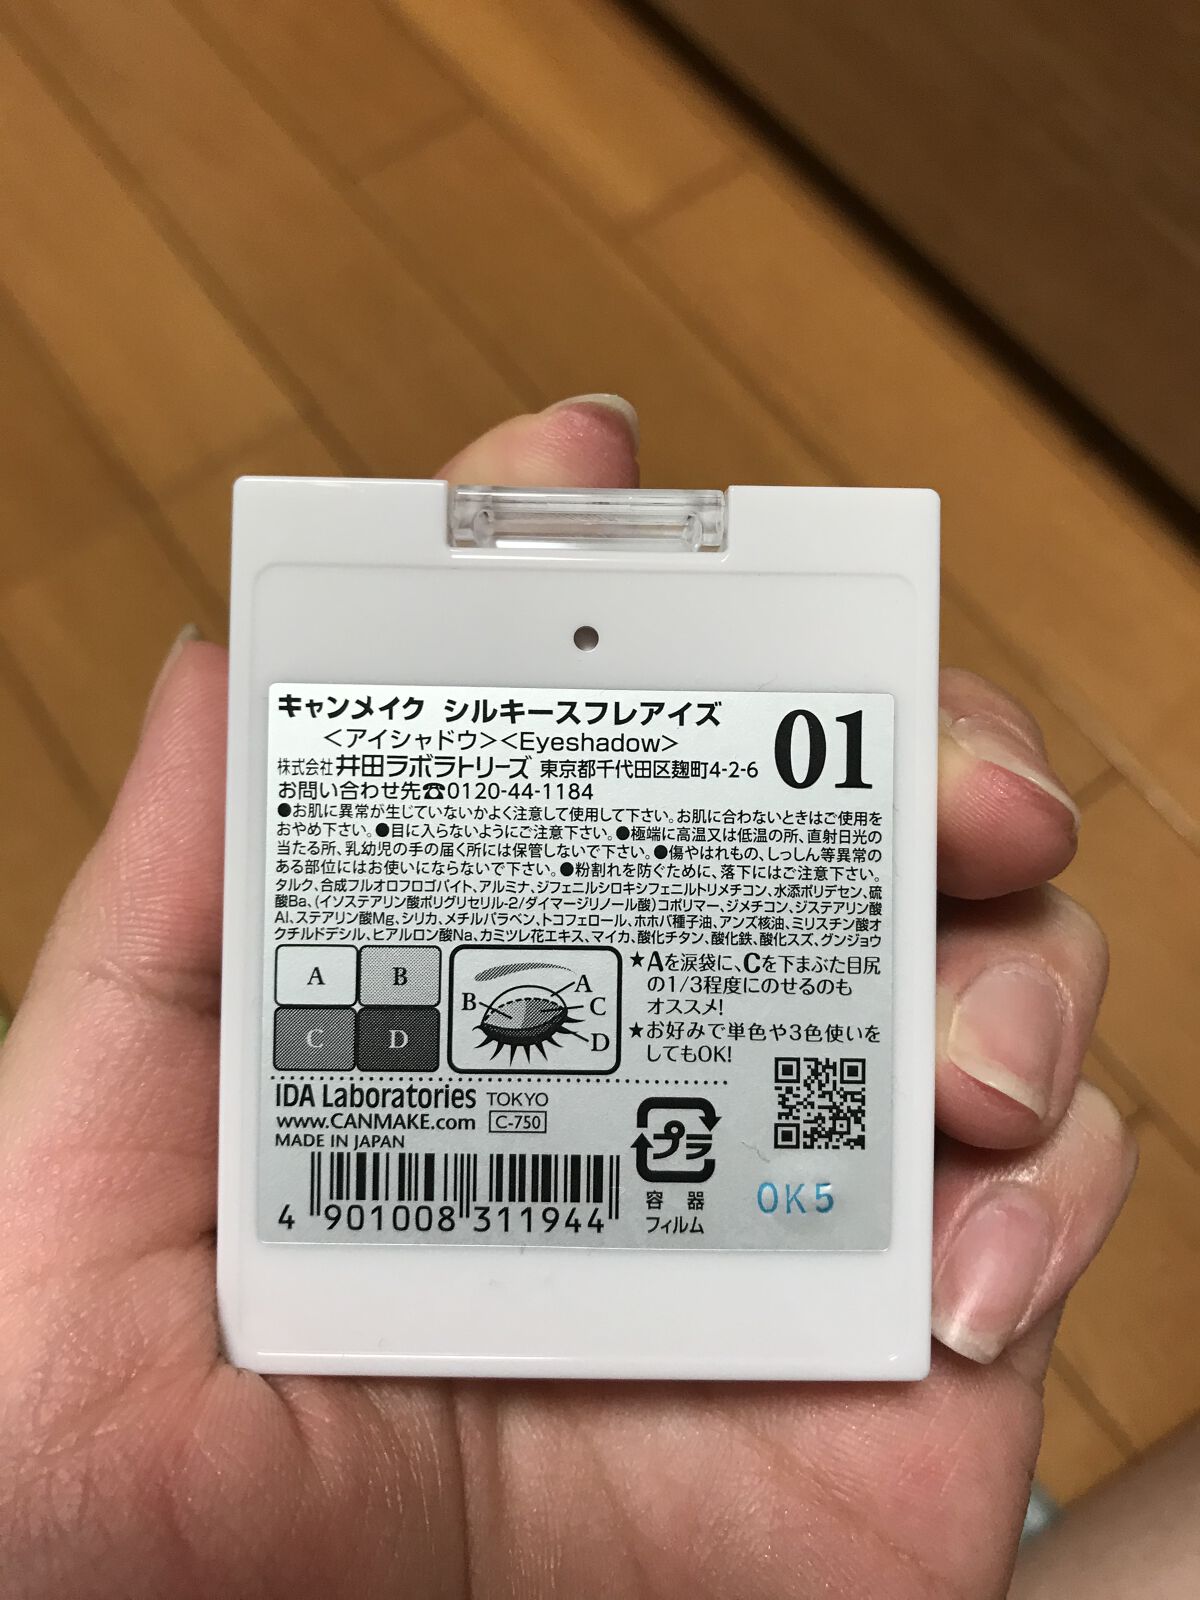 キャンメイク シルキースフレアイズ
＜アイシャドウ＞＜Eyeshadow＞
01
株式会社 井田ラボラトリーズ 東京都千代田区麹町4-2-6
お問い合わせ先☎0120-44-1184
●お肌に異常が生じていないかよく注意して使用して下さい。お肌に合わないときはご使用を
おやめ下さい。●目に入らないようにご注意下さい。●極端に高温又は低温の所、直射日光の
当たる所、乳幼児の手の届く所には保管しないで下さい。●傷やはれもの、しっしん等異常の
ある部位にはお使いにならないで下さい。●粉割れを防ぐために、落下にはご注意下さい。
タルク、合成フルオロフロゴパイト、アルミナ、ジフェニルシロキシフェニルトリメチコン、水添ポリデセン、硫
酸Ba、(イソステアリン酸ポリグリセリル-2/ダイマージリノール酸)コポリマー、ジメチコン、ジステアリン酸
Al、ステアリン酸Mg、シリカ、メチルパラベン、トコフェロール、ホホバ種子油、アンズ核油、ミリスチン酸オ
クチルドデシル、ヒアルロン酸Na、カミツレ花エキス、マイカ、酸化チタン、酸化鉄、酸化スズ、グンジョウ
A B
C D
A
B C
D
★Aを涙袋に、Cを下まぶた目尻
の1/3程度にのせるのも
オススメ!
★お好みで単色や3色使いを
してもOK!
IDA Laboratories TOKYO
www.CANMAKE.com C-750
MADE IN JAPAN
4 901008 311944
プラ
容器
フィルム
OK5